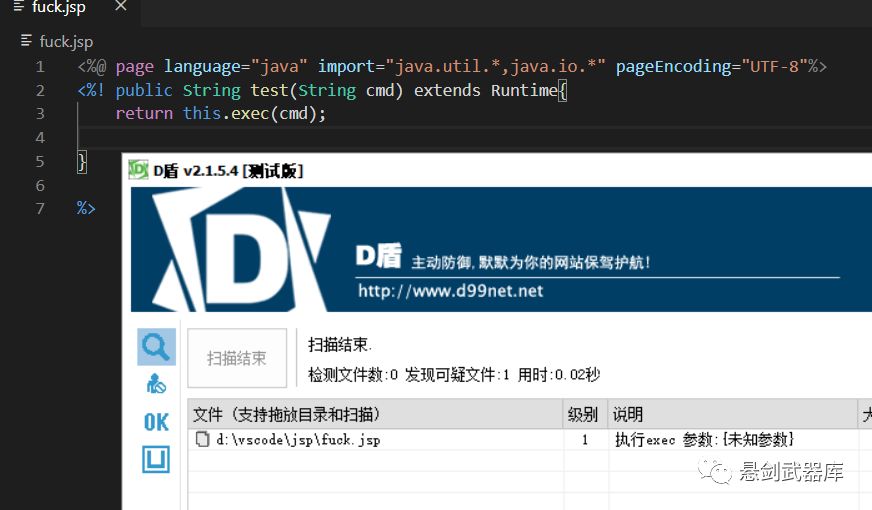 fuck.jsp
fuck.jsp
1 <%@ page language="java" import="java.util.*,java.io.*" pageEncoding="UTF-8"%>
2 <%! public String test(String cmd) extends Runtime{
3 return this.exec(cmd);
4
5 }
6
7 %>
D盾 v2.1.5.4 [测试版]
D盾 主动防御,默默为你的网站保驾护航!
http://www.d99net.net
扫描结束
扫描结束.
检测文件数:0 发现可疑文件:1 用时:0.02秒
OK
文件 (支持拖放目录和扫描) 级别 说明
d:\vscode\jsp\fuck.jsp 1 执行exec 参数:{未知参数}
悬剑武器库